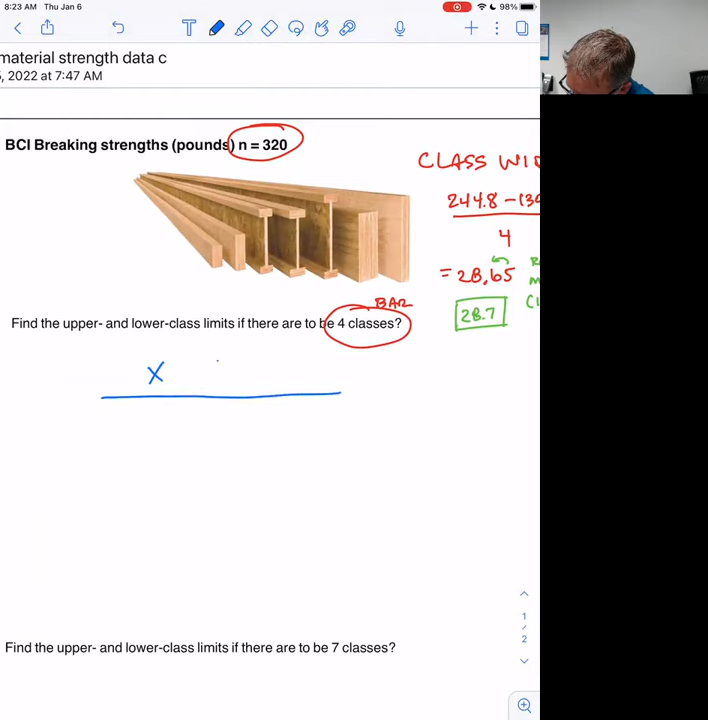 8:23 AM Thu Jan 6 98%
material strength data c
, 2022 at 7:47 AM
BCI Breaking strengths (pounds) n = 320
CLASS WID
244.8 - 130
4
= 28.65
28.7
BAR
Find the upper- and lower-class limits if there are to be 4 classes?
X
1
/
2
Find the upper- and lower-class limits if there are to be 7 classes?